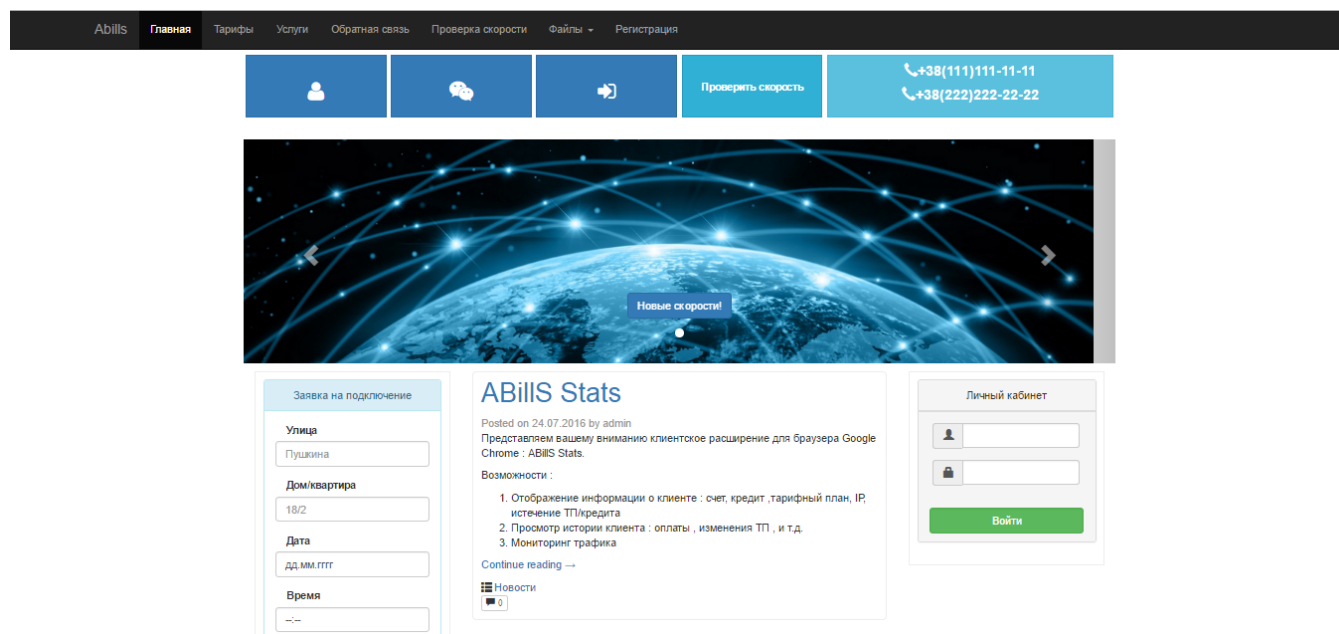 Abills Главная Тарифы Услуги Обратная связь Проверка скорости Файлы Регистрация
Проверить скорость
+38(111)111-11-11
+38(222)222-22-22
Новые скорости!
Заявка на подключение
Улица
Пушкина
Дом/квартира
18/2
Дата
дд.мм.гггг
Время
--:--
ABillS Stats
Posted on 24.07.2016 by admin
Представляем вашему вниманию клиентское расширение для браузера Google
Chrome : ABillS Stats.
Возможности :
1. Отображение информации о клиенте : счет, кредит ,тарифный план, IP,
истечение ТП/кредита
2. Просмотр истории клиента : оплаты , изменения ТП , и т.д.
3. Мониторинг трафика
Continue reading →
Новости
0
Личный кабинет
Войти